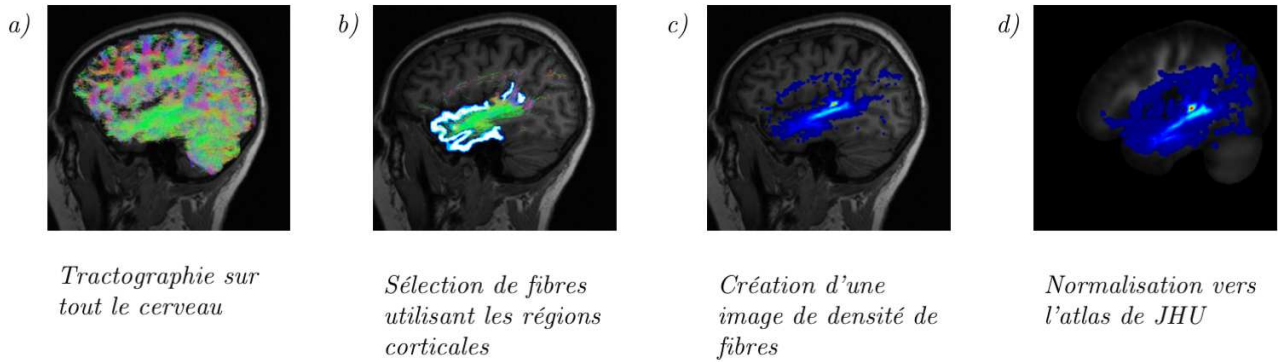 a)
b)
c)
d)
Tractographie sur
tout le cerveau
Sélection de fibres
utilisant les régions
corticales
Création d'une
image de densité de
fibres
Normalisation vers
l'atlas de JHU